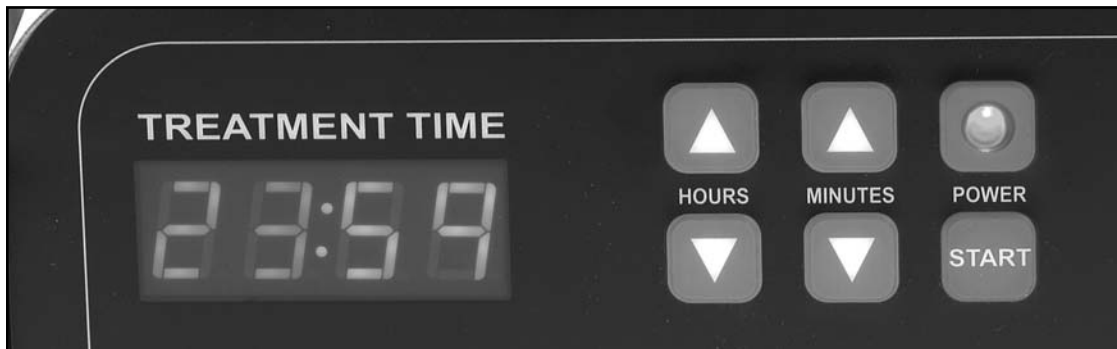 TREATMENT TIME
23:59
HOURS
MINUTES
POWER
START